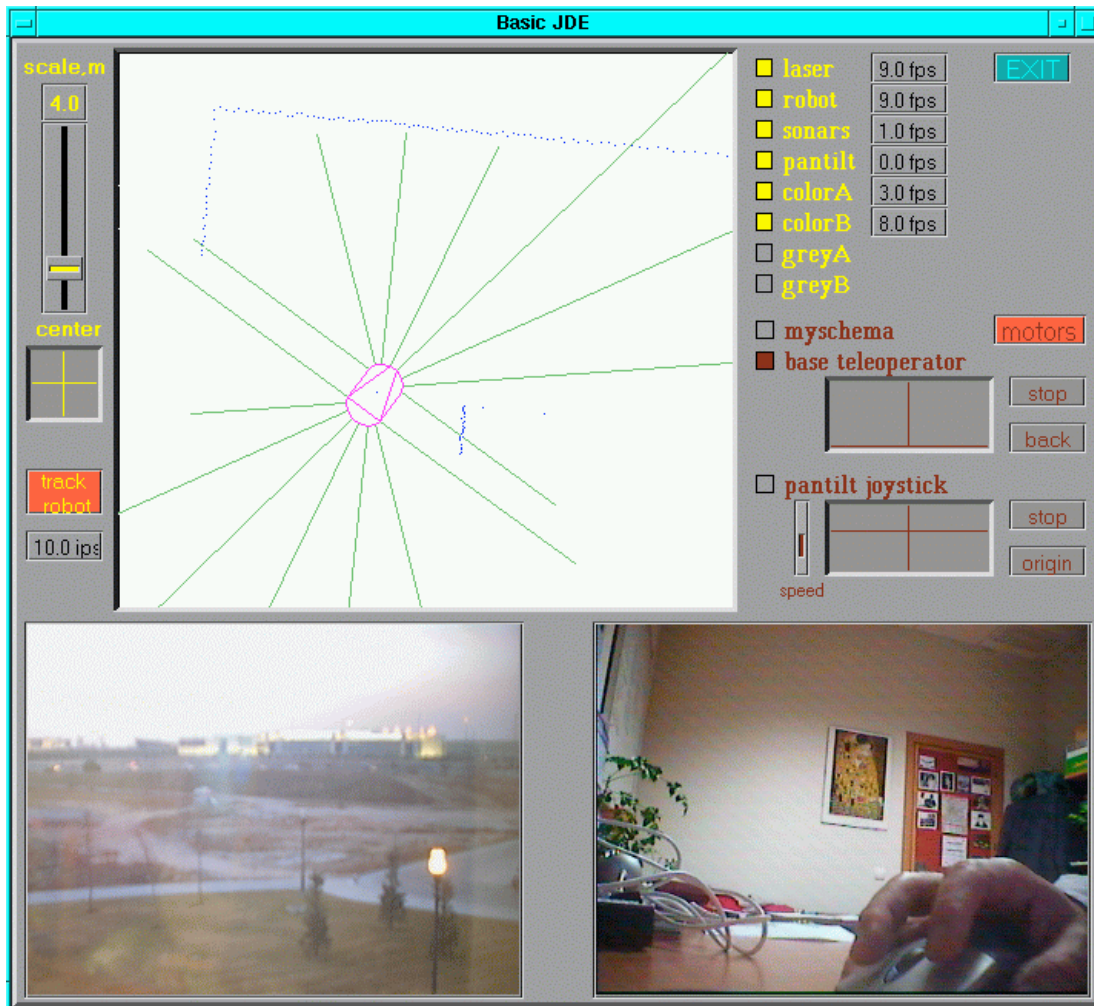 Basic JDE
scale,m
4.0
center
track
robot
10.0 ips
laser 9.0 fps EXIT
robot 9.0 fps
sonars 1.0 fps
pantilt 0.0 fps
colorA 3.0 fps
colorB 8.0 fps
greyA
greyB
myschema motors
base teleoperator
stop
back
pantilt joystick
stop
origin
speed